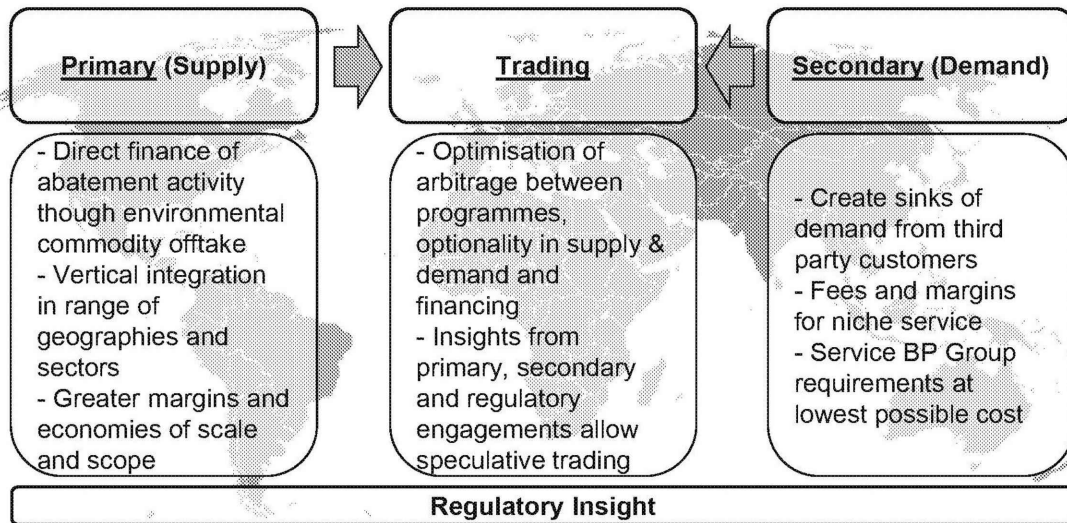 Primary (Supply)
Trading
Secondary (Demand)
- Direct finance of
abatement activity
though environmental
commodity offtake
- Vertical integration
in range of
geographies and
sectors
- Greater margins and
economies of scale
and scope
- Optimisation of
arbitrage between
programmes,
optionality in supply &
demand and
financing
- Insights from
primary, secondary
and regulatory
engagements allow
speculative trading
- Create sinks of
demand from third
party customers
- Fees and margins
for niche service
- Service BP Group
requirements at
lowest possible cost
Regulatory Insight